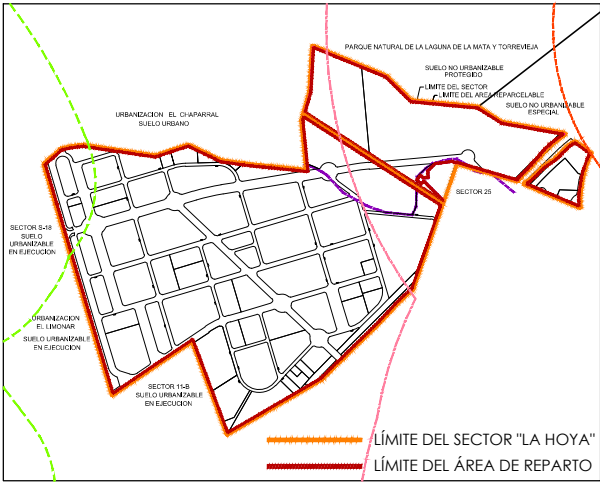 PARQUE NATURAL DE LA LAGUNA DE LA MATA Y TORREVIEJA
SUELO NO URBANIZABLE
PROTEGIDO
LIMITE DEL SECTOR
LIMITE DEL AREA REPARCELABLE
SUELO NO URBANIZABLE
ESPECIAL
URBANIZACION EL CHAPARRAL
SUELO URBANO
SECTOR 25
SECTOR S-18
SUELO
URBANIZABLE
EN EJECUCION
URBANIZACION
EL LIMONAR
SUELO URBANIZABLE
EN EJECUCION
SECTOR 11-B
SUELO URBANIZABLE
EN EJECUCION
LÍMITE DEL SECTOR "LA HOYA"
LÍMITE DEL ÁREA DE REPARTO